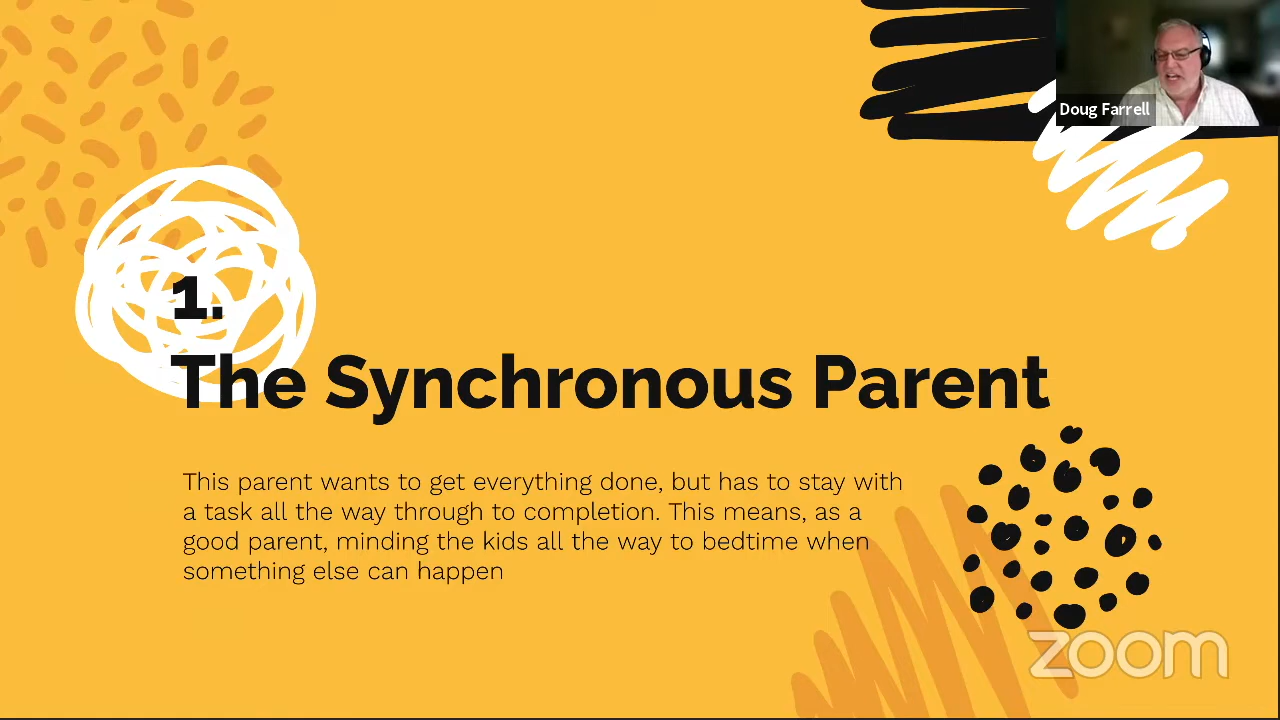 Doug Farrell
1.
The Synchronous Parent
This parent wants to get everything done, but has to stay with
a task all the way through to completion. This means, as a
good parent, minding the kids all the way to bedtime when
something else can happen
zoom